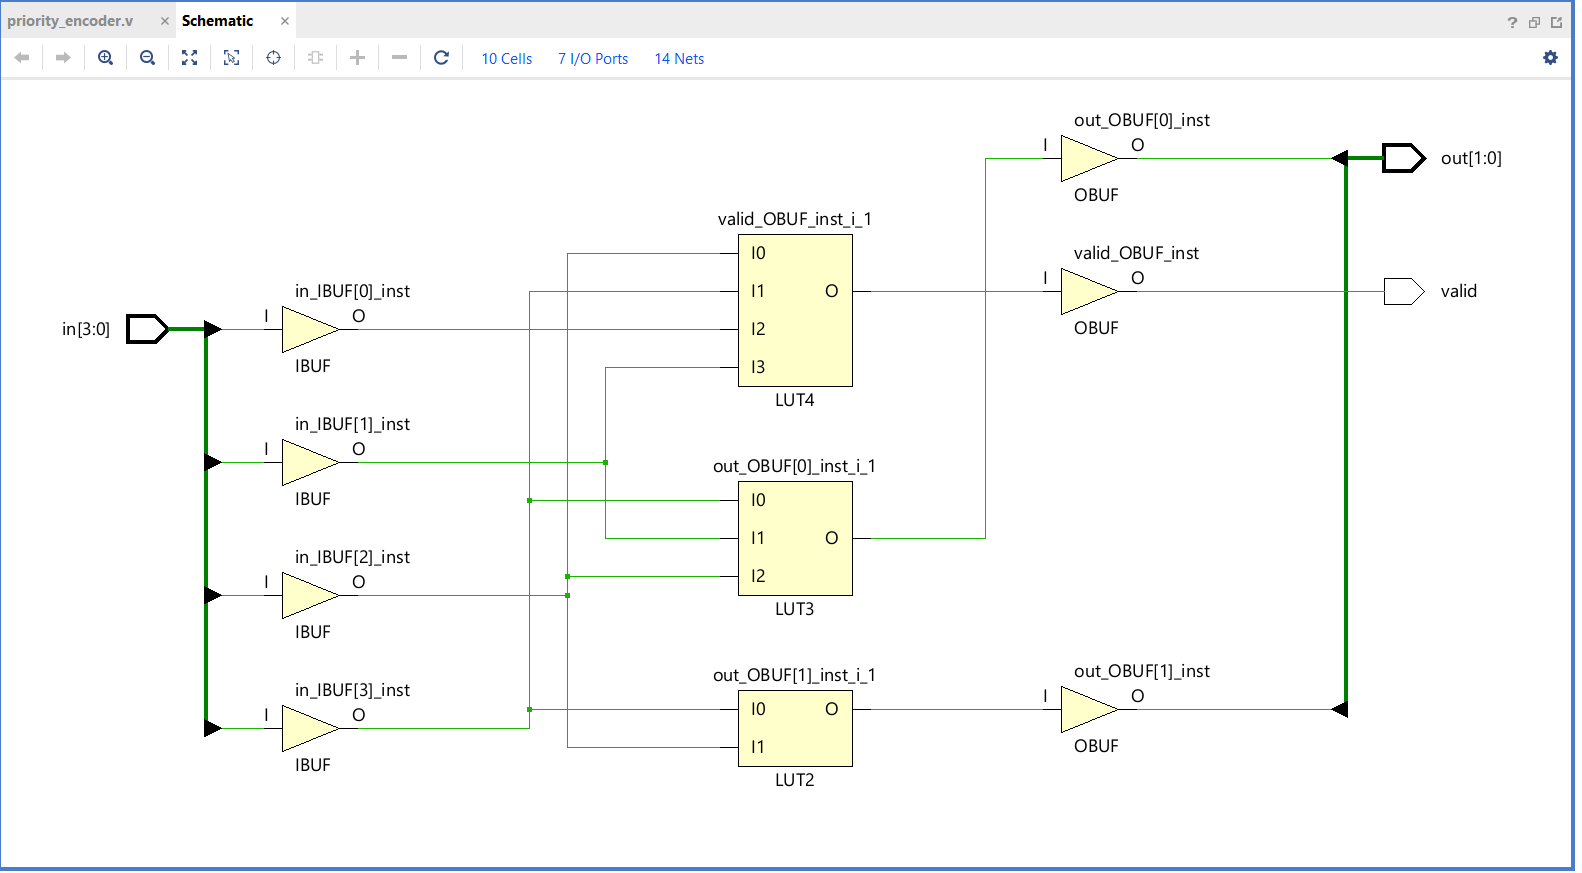 priority_encoder.v × Schematic × ?
10 Cells 7 I/O Ports 14 Nets
out_OBUF[0]_inst
I O
out[1:0]
OBUF
valid_OBUF_inst_i_1
I0
I1 O
I2
I3
LUT4
valid_OBUF_inst
I O
valid
OBUF
in[3:0]
in_IBUF[0]_inst
I O
IBUF
in_IBUF[1]_inst
I O
IBUF
out_OBUF[0]_inst_i_1
I0
I1 O
I2
LUT3
in_IBUF[2]_inst
I O
IBUF
in_IBUF[3]_inst
I O
IBUF
out_OBUF[1]_inst_i_1
I0 O
I1
LUT2
out_OBUF[1]_inst
I O
OBUF